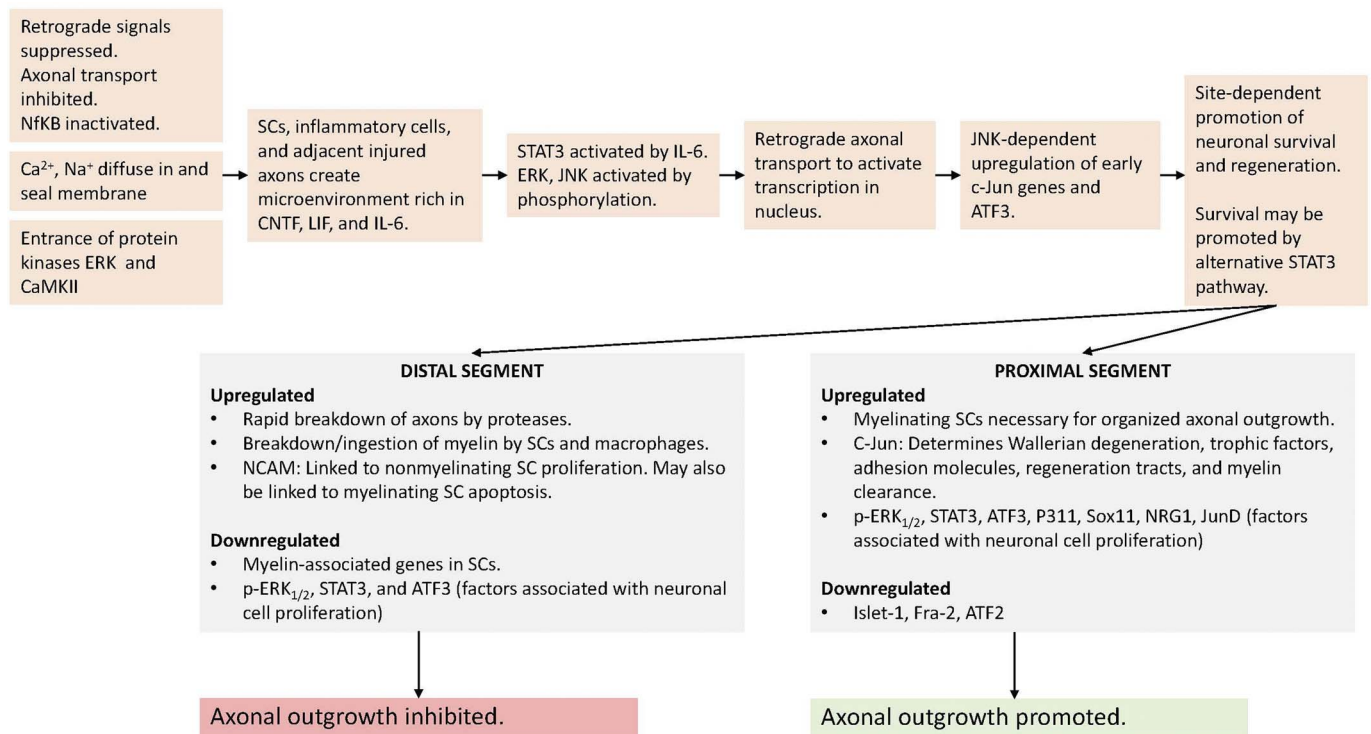 Retrograde signals
suppressed.
Axonal transport
inhibited.
NfKB inactivated.
Ca²⁺, Na⁺ diffuse in and
seal membrane
Entrance of protein
kinases ERK and
CaMKII
SCs, inflammatory cells,
and adjacent injured
axons create
microenvironment rich in
CNTF, LIF, and IL-6.
STAT3 activated by IL-6.
ERK, JNK activated by
phosphorylation.
Retrograde axonal
transport to activate
transcription in
nucleus.
JNK-dependent
upregulation of early
c-Jun genes and
ATF3.
Site-dependent
promotion of
neuronal survival
and regeneration.
Survival may be
promoted by
alternative STAT3
pathway.
DISTAL SEGMENT
Upregulated
• Rapid breakdown of axons by proteases.
• Breakdown/ingestion of myelin by SCs and macrophages.
• NCAM: Linked to nonmyelinating SC proliferation. May also
be linked to myelinating SC apoptosis.
Downregulated
• Myelin-associated genes in SCs.
• p-ERK₁/₂, STAT3, and ATF3 (factors associated with neuronal
cell proliferation)
Axonal outgrowth inhibited.
PROXIMAL SEGMENT
Upregulated
• Myelinating SCs necessary for organized axonal outgrowth.
• C-Jun: Determines Wallerian degeneration, trophic factors,
adhesion molecules, regeneration tracts, and myelin
clearance.
• p-ERK₁/₂, STAT3, ATF3, P311, Sox11, NRG1, JunD (factors
associated with neuronal cell proliferation)
Downregulated
• Islet-1, Fra-2, ATF2
Axonal outgrowth promoted.